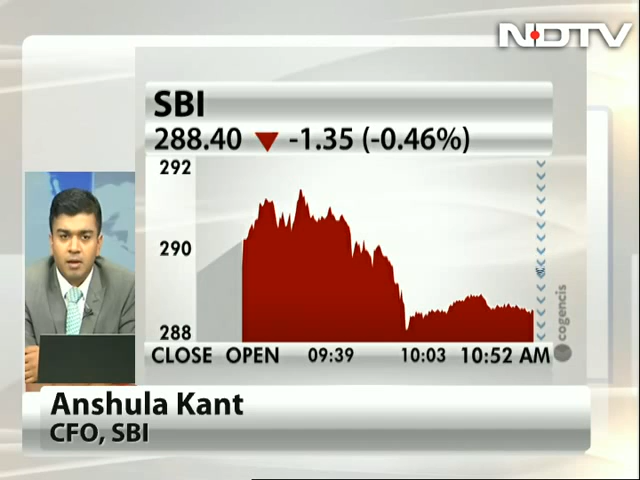 NDTV
SBI
288.40 ▼ -1.35 (-0.46%)
292
290
288
CLOSE OPEN 09:39 10:03 10:52 AM
cogencis
Anshula Kant
CFO, SBI